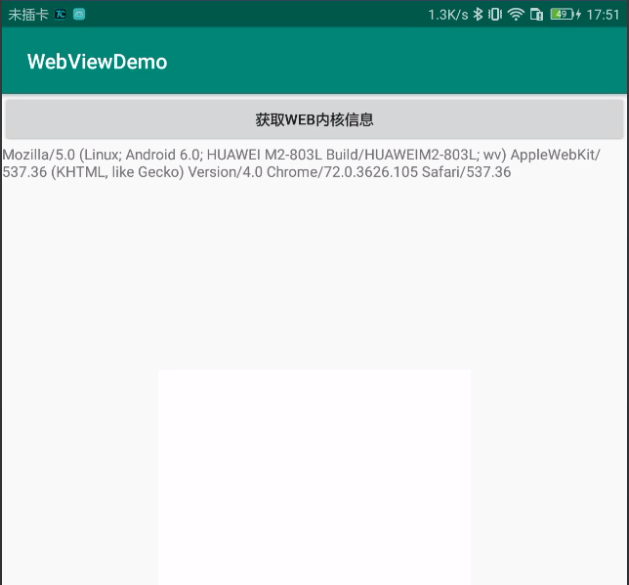 未插卡 1.3K/s 49 17:51
WebViewDemo
获取WEB内核信息
Mozilla/5.0 (Linux; Android 6.0; HUAWEI M2-803L Build/HUAWEIM2-803L; wv) AppleWebKit/
537.36 (KHTML, like Gecko) Version/4.0 Chrome/72.0.3626.105 Safari/537.36